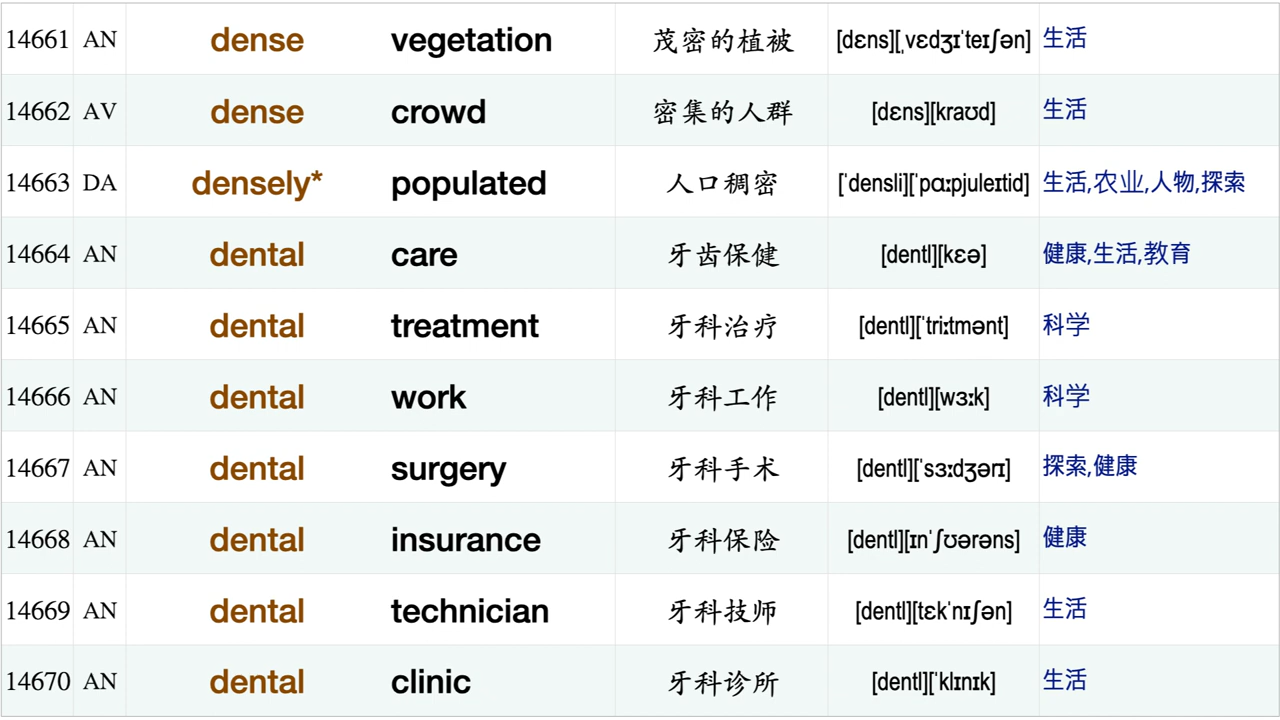 14661 AN dense vegetation 茂密的植被 [dɛns][ˌvɛdʒɪˈteɪʃən] 生活
14662 AV dense crowd 密集的人群 [dɛns][kraʊd] 生活
14663 DA densely* populated 人口稠密 [ˈdensli][ˈpɑːpjuleɪtid] 生活,农业,人物,探索
14664 AN dental care 牙齿保健 [dentl][kɛə] 健康,生活,教育
14665 AN dental treatment 牙科治疗 [dentl][ˈtriːtmənt] 科学
14666 AN dental work 牙科工作 [dentl][wɜːk] 科学
14667 AN dental surgery 牙科手术 [dentl][ˈsɜːdʒərɪ] 探索,健康
14668 AN dental insurance 牙科保险 [dentl][ɪnˈʃʊərəns] 健康
14669 AN dental technician 牙科技师 [dentl][tɛkˈnɪʃən] 生活
14670 AN dental clinic 牙科诊所 [dentl][ˈklɪnɪk] 生活